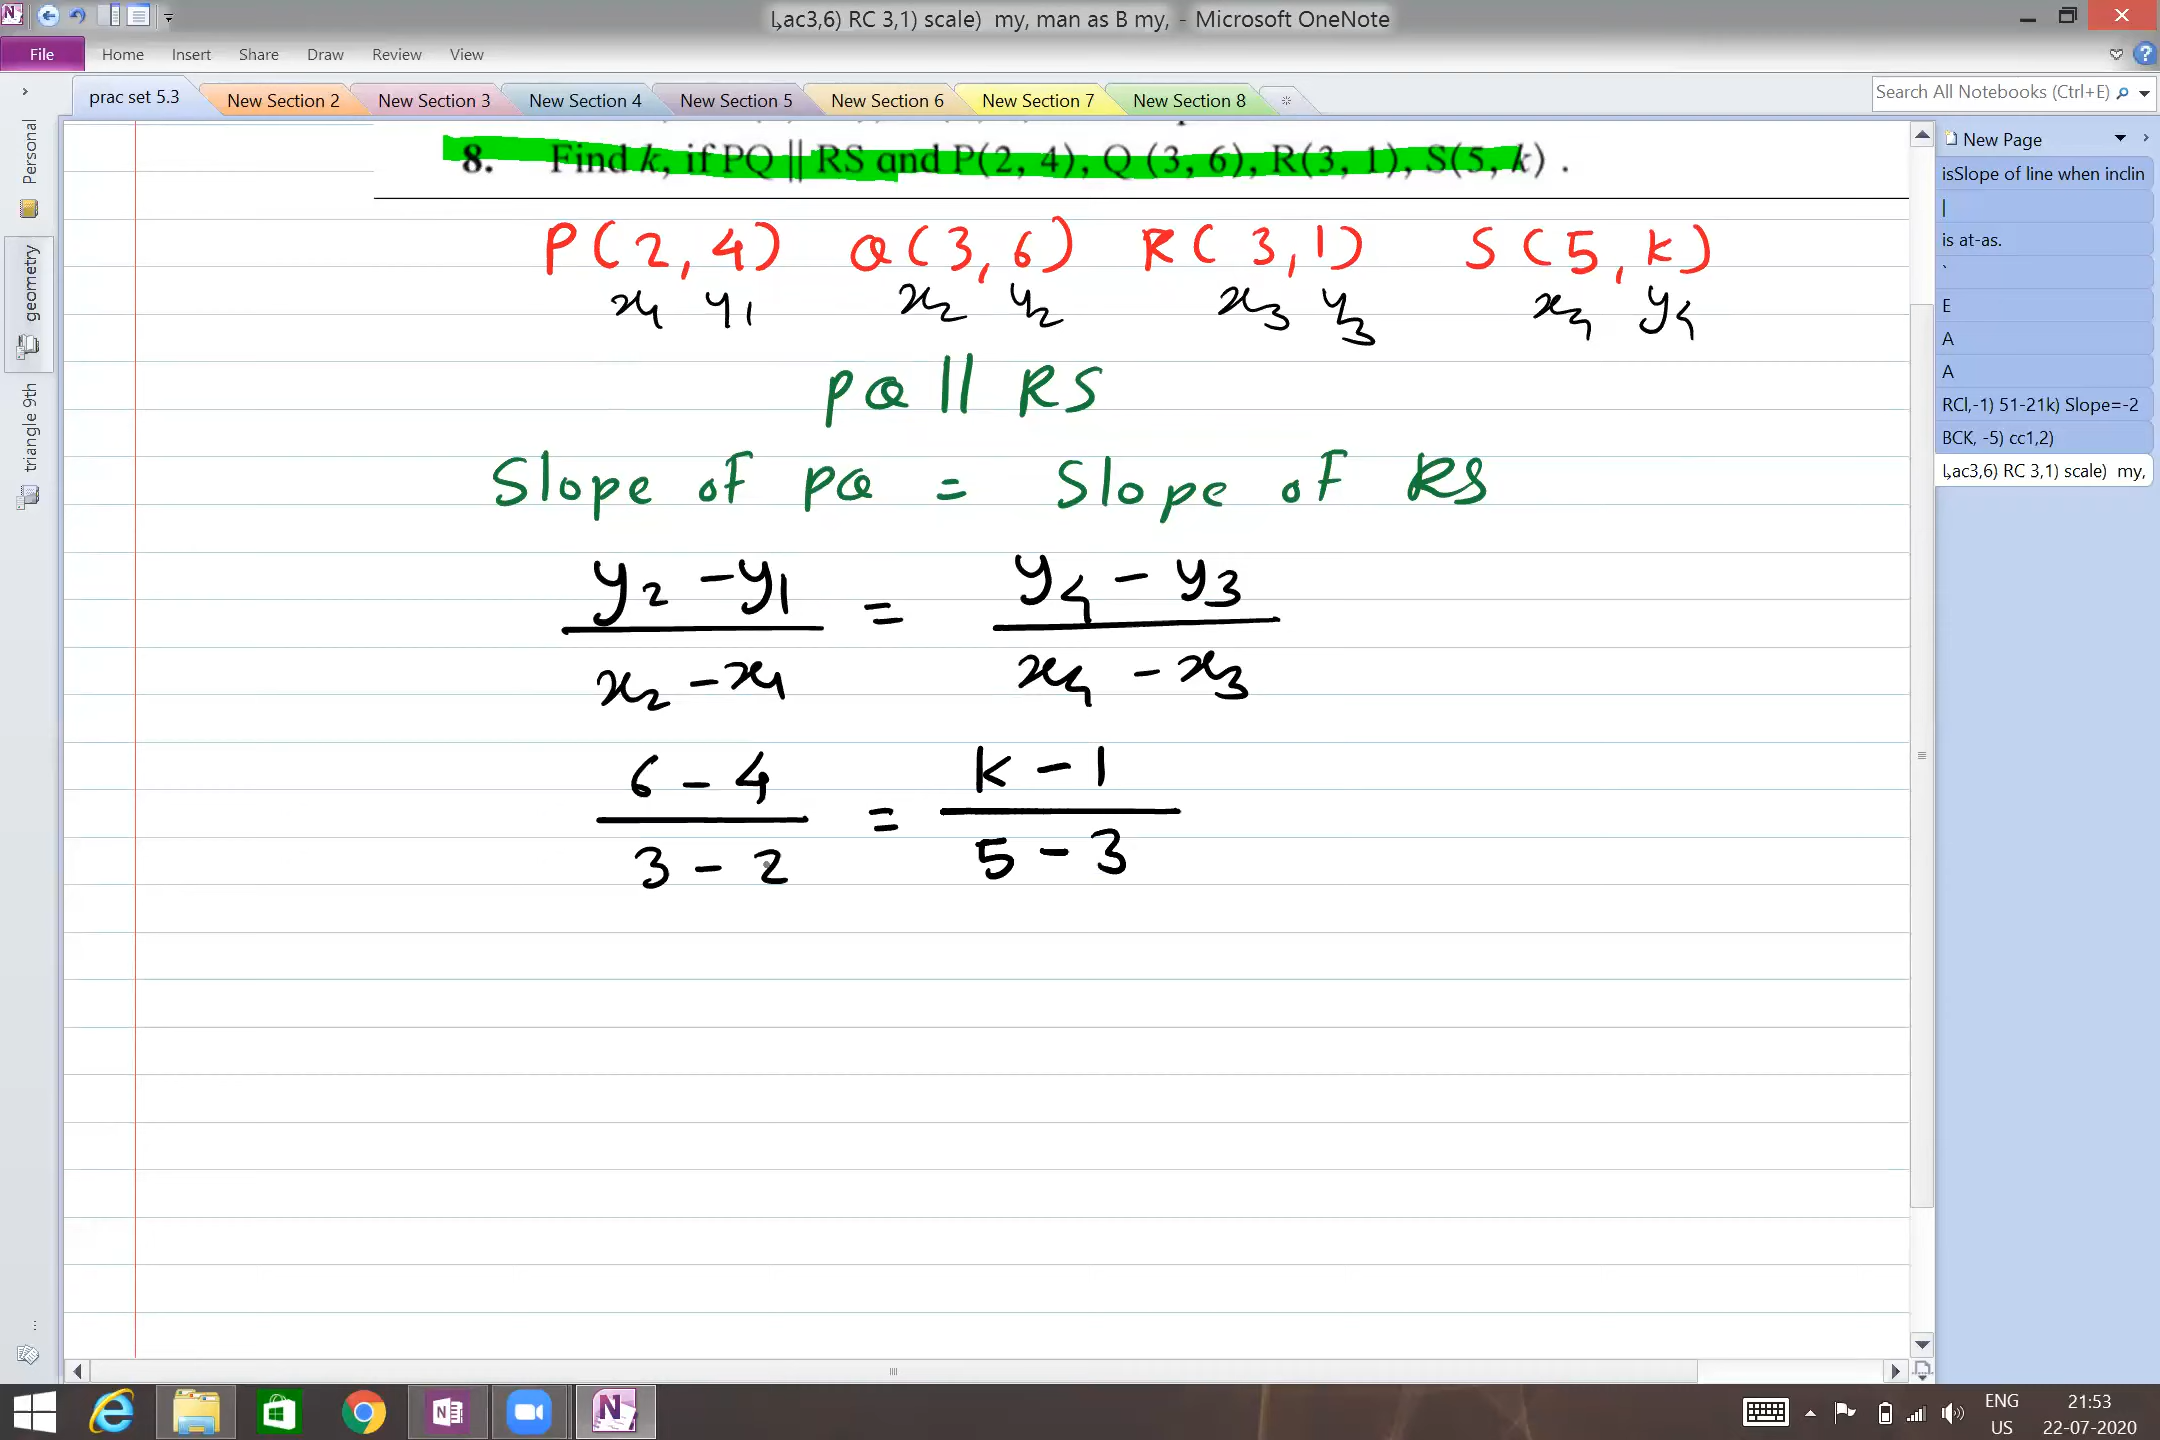 ↳ac3,6) RC 3,1) scale) my, man as B my, - Microsoft OneNote
File Home Insert Share Draw Review View
prac set 5.3 New Section 2 New Section 3 New Section 4 New Section 5 New Section 6 New Section 7 New Section 8
Search All Notebooks (Ctrl+E)
Personal
geometry
triangle 9th
8. Find k, if PQ || RS and P(2, 4), Q (3, 6), R(3, 1), S(5, k) .
P(2,4) Q(3,6) R(3,1) S(5,k)
x1 y1 x2 y2 x3 y3 x4 y4
PQ || RS
Slope of PQ = Slope of RS
y2 - y1 = y4 - y3
x2 - x1 x4 - x3
6 - 4 = k - 1
3 - 2 5 - 3
New Page
isSlope of line when inclin
|
is at-as.
`
E
A
A
RCl,-1) 51-21k) Slope=-2
BCK, -5) cc1,2)
↳ac3,6) RC 3,1) scale) my,
ENG
US
21:53
22-07-2020